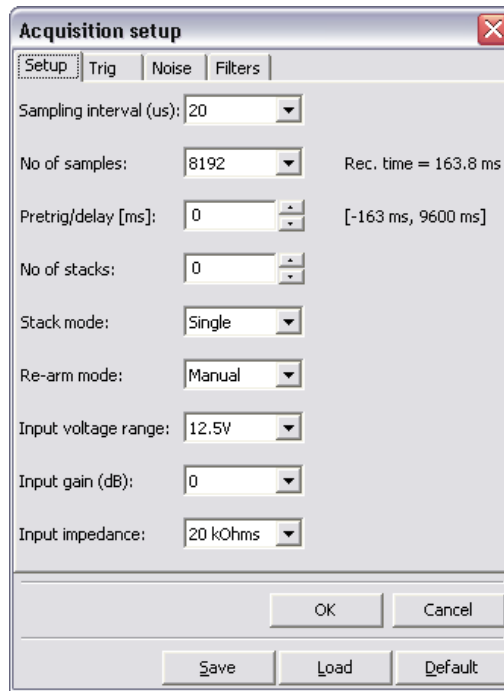 Acquisition setup
Setup Trig Noise Filters
Sampling interval (us): 20
No of samples: 8192 Rec. time = 163.8 ms
Pretrig/delay [ms]: 0 [-163 ms, 9600 ms]
No of stacks: 0
Stack mode: Single
Re-arm mode: Manual
Input voltage range: 12.5V
Input gain (dB): 0
Input impedance: 20 kOhms
OK Cancel
Save Load Default